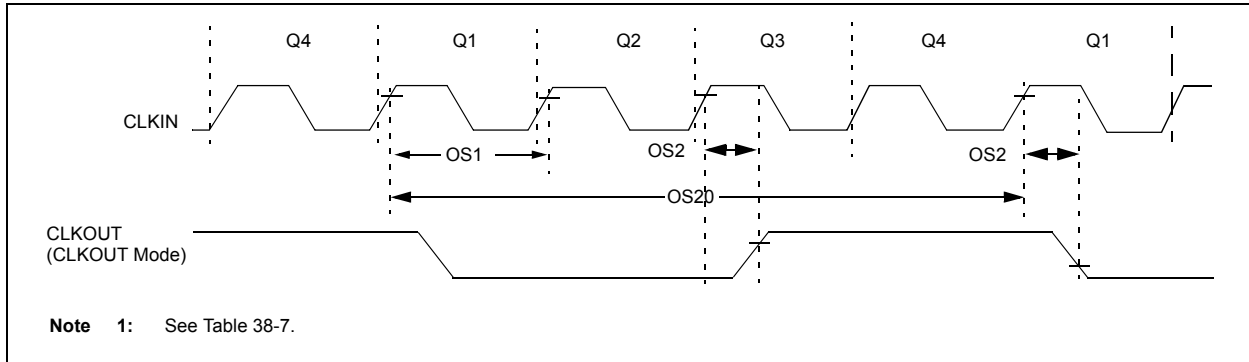 Q4 Q1 Q2 Q3 Q4 Q1
CLKIN
OS1 OS2 OS2
OS20
CLKOUT
(CLKOUT Mode)
Note 1: See Table 38-7.